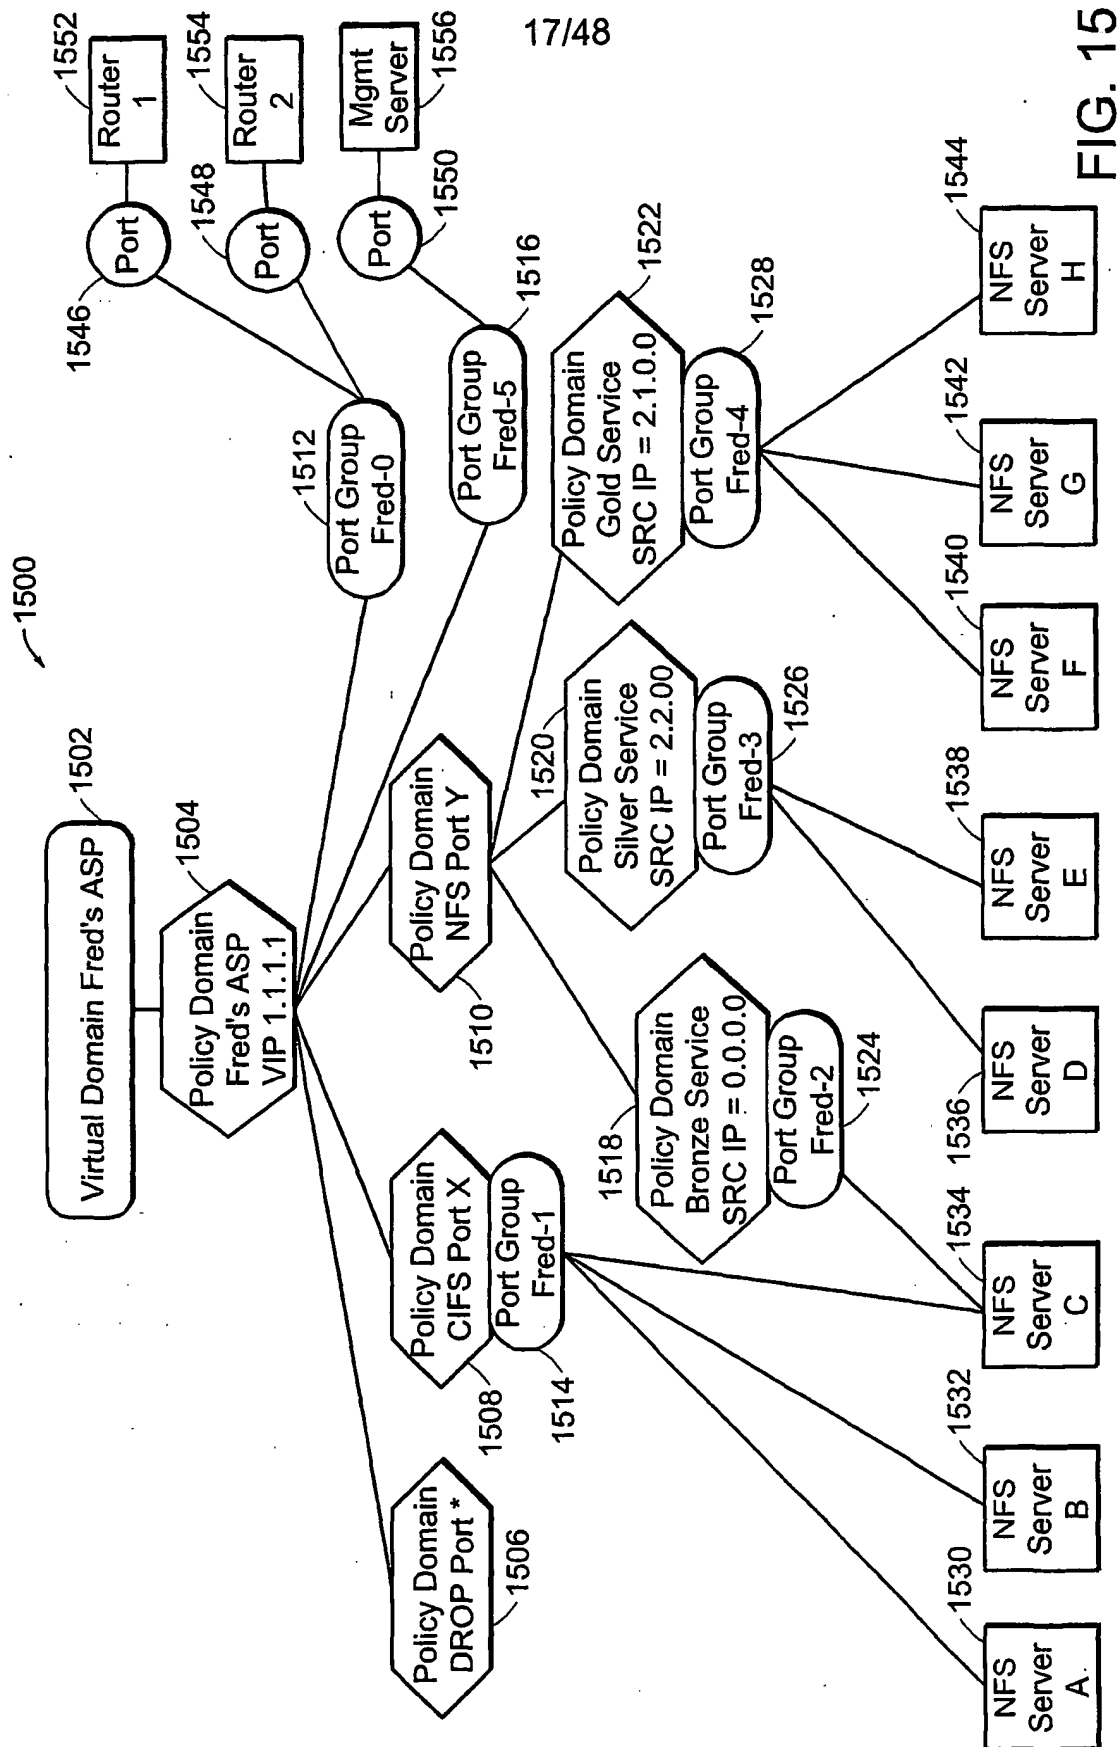 17/48
1500
Virtual Domain Fred's ASP
1502
Policy Domain
Fred's ASP
VIP 1.1.1.1
1504
Policy Domain
DROP Port *
1506
Policy Domain
CIFS Port X
1508
Port Group
Fred-1
1514
Policy Domain
NFS Port Y
1510
Port Group
Fred-0
1512
Port Group
Fred-5
1516
Port
1546
Port
1548
Port
1550
Router
1
1552
Router
2
1554
Mgmt
Server
1556
Policy Domain
Bronze Service
SRC IP = 0.0.0.0
1518
Port Group
Fred-2
1524
Policy Domain
Silver Service
SRC IP = 2.2.00
1520
Port Group
Fred-3
1526
Policy Domain
Gold Service
SRC IP = 2.1.0.0
1522
Port Group
Fred-4
1528
NFS
Server
A
1530
NFS
Server
B
1532
NFS
Server
C
1534
NFS
Server
D
1536
NFS
Server
E
1538
NFS
Server
F
1540
NFS
Server
G
1542
NFS
Server
H
1544
FIG. 15